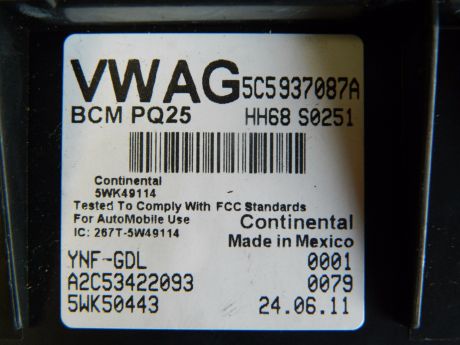 VWAG 5C5937087A
BCM PQ25 HH68 S0251
Continental
5WK49114
Tested To Comply With FCC Standards
For AutoMobile Use
IC: 267T-5W49114
Continental
Made in Mexico
YNF-GDL 0001
A2C53422093 0079
5WK50443 24.06.11